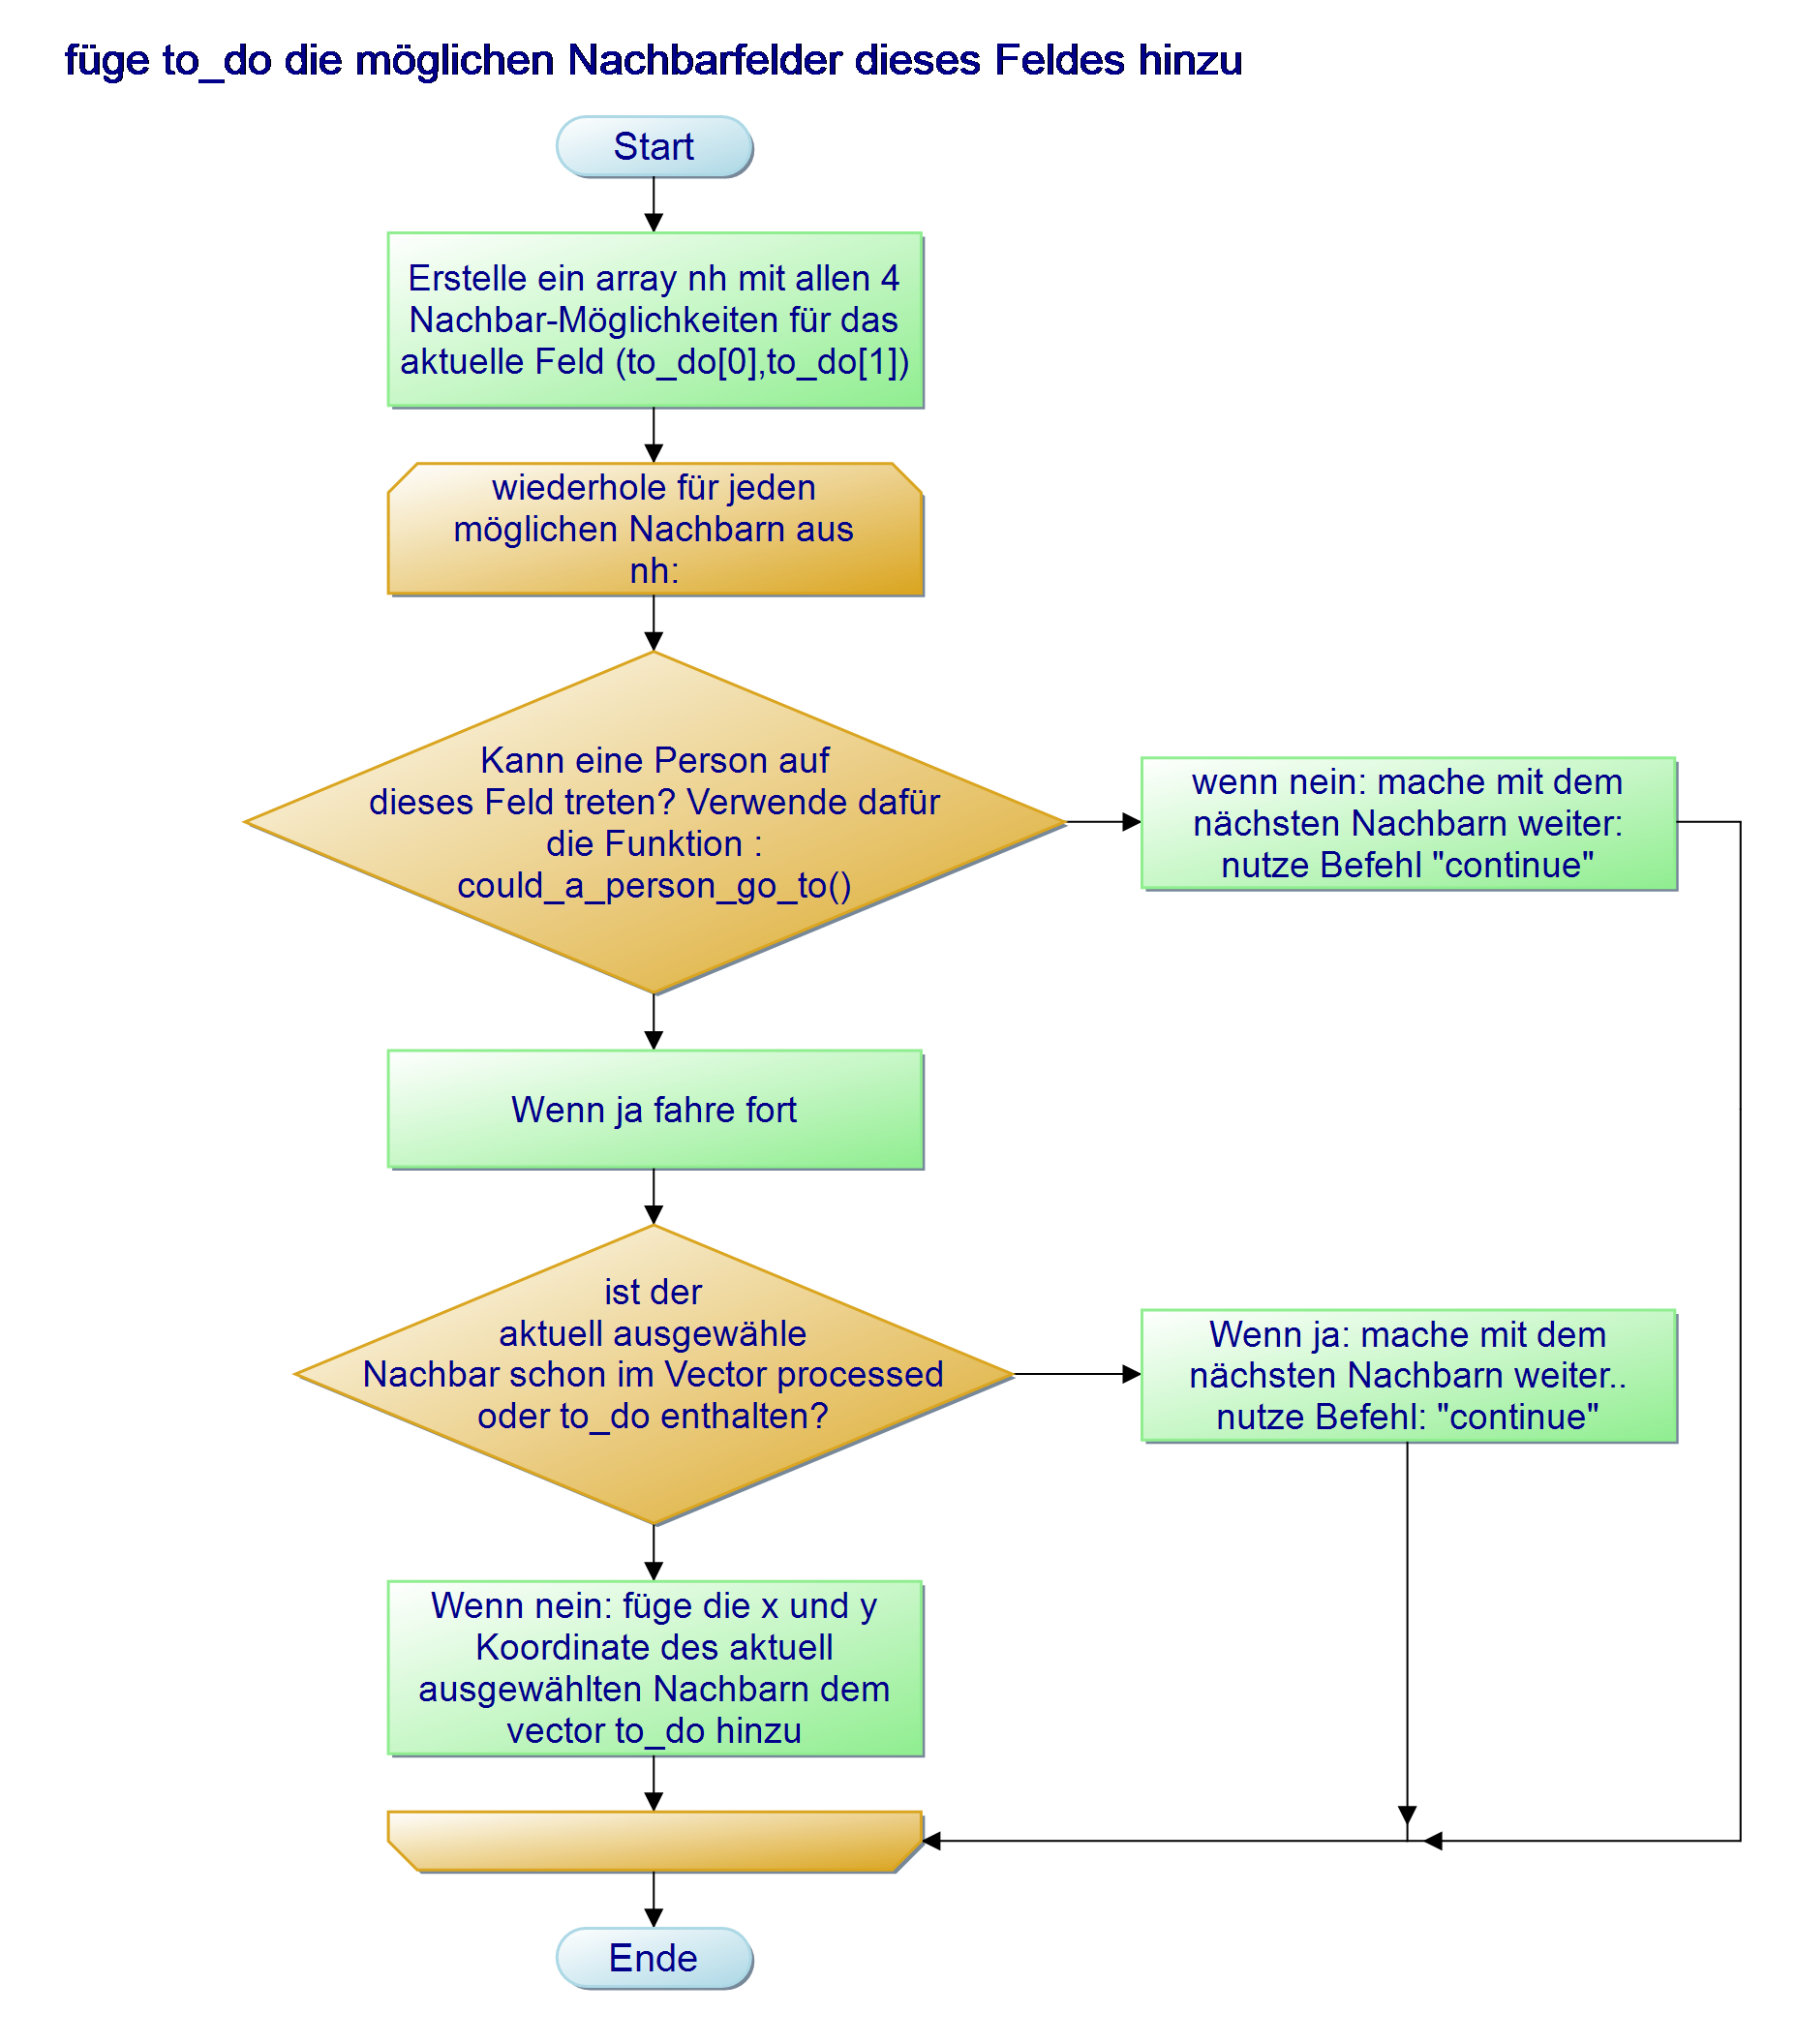 füge to_do die möglichen Nachbarfelder dieses Feldes hinzu
Start
Erstelle ein array nh mit allen 4
Nachbar-Möglichkeiten für das
aktuelle Feld (to_do[0],to_do[1])
wiederhole für jeden
möglichen Nachbarn aus
nh:
Kann eine Person auf
dieses Feld treten? Verwende dafür
die Funktion :
could_a_person_go_to()
wenn nein: mache mit dem
nächsten Nachbarn weiter:
nutze Befehl "continue"
Wenn ja fahre fort
ist der
aktuell ausgewähle
Nachbar schon im Vector processed
oder to_do enthalten?
Wenn ja: mache mit dem
nächsten Nachbarn weiter..
nutze Befehl: "continue"
Wenn nein: füge die x und y
Koordinate des aktuell
ausgewählten Nachbarn dem
vector to_do hinzu
Ende